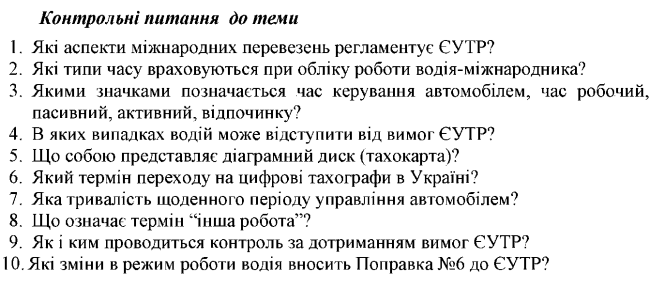 Контрольні питання до теми
1. Які аспекти міжнародних перевезень регламентує ЄУТР?
2. Які типи часу враховуються при обліку роботи водія-міжнародника?
3. Якими значками позначається час керування автомобілем, час робочий,
пасивний, активний, відпочинку?
4. В яких випадках водій може відступити від вимог ЄУТР?
5. Що собою представляє діаграмний диск (тахокарта)?
6. Який термін переходу на цифрові тахографи в Україні?
7. Яка тривалість щоденного періоду управління автомобілем?
8. Що означає термін “інша робота”?
9. Як і ким проводиться контроль за дотриманням вимог ЄУТР?
10. Які зміни в режим роботи водія вносить Поправка №6 до ЄУТР?